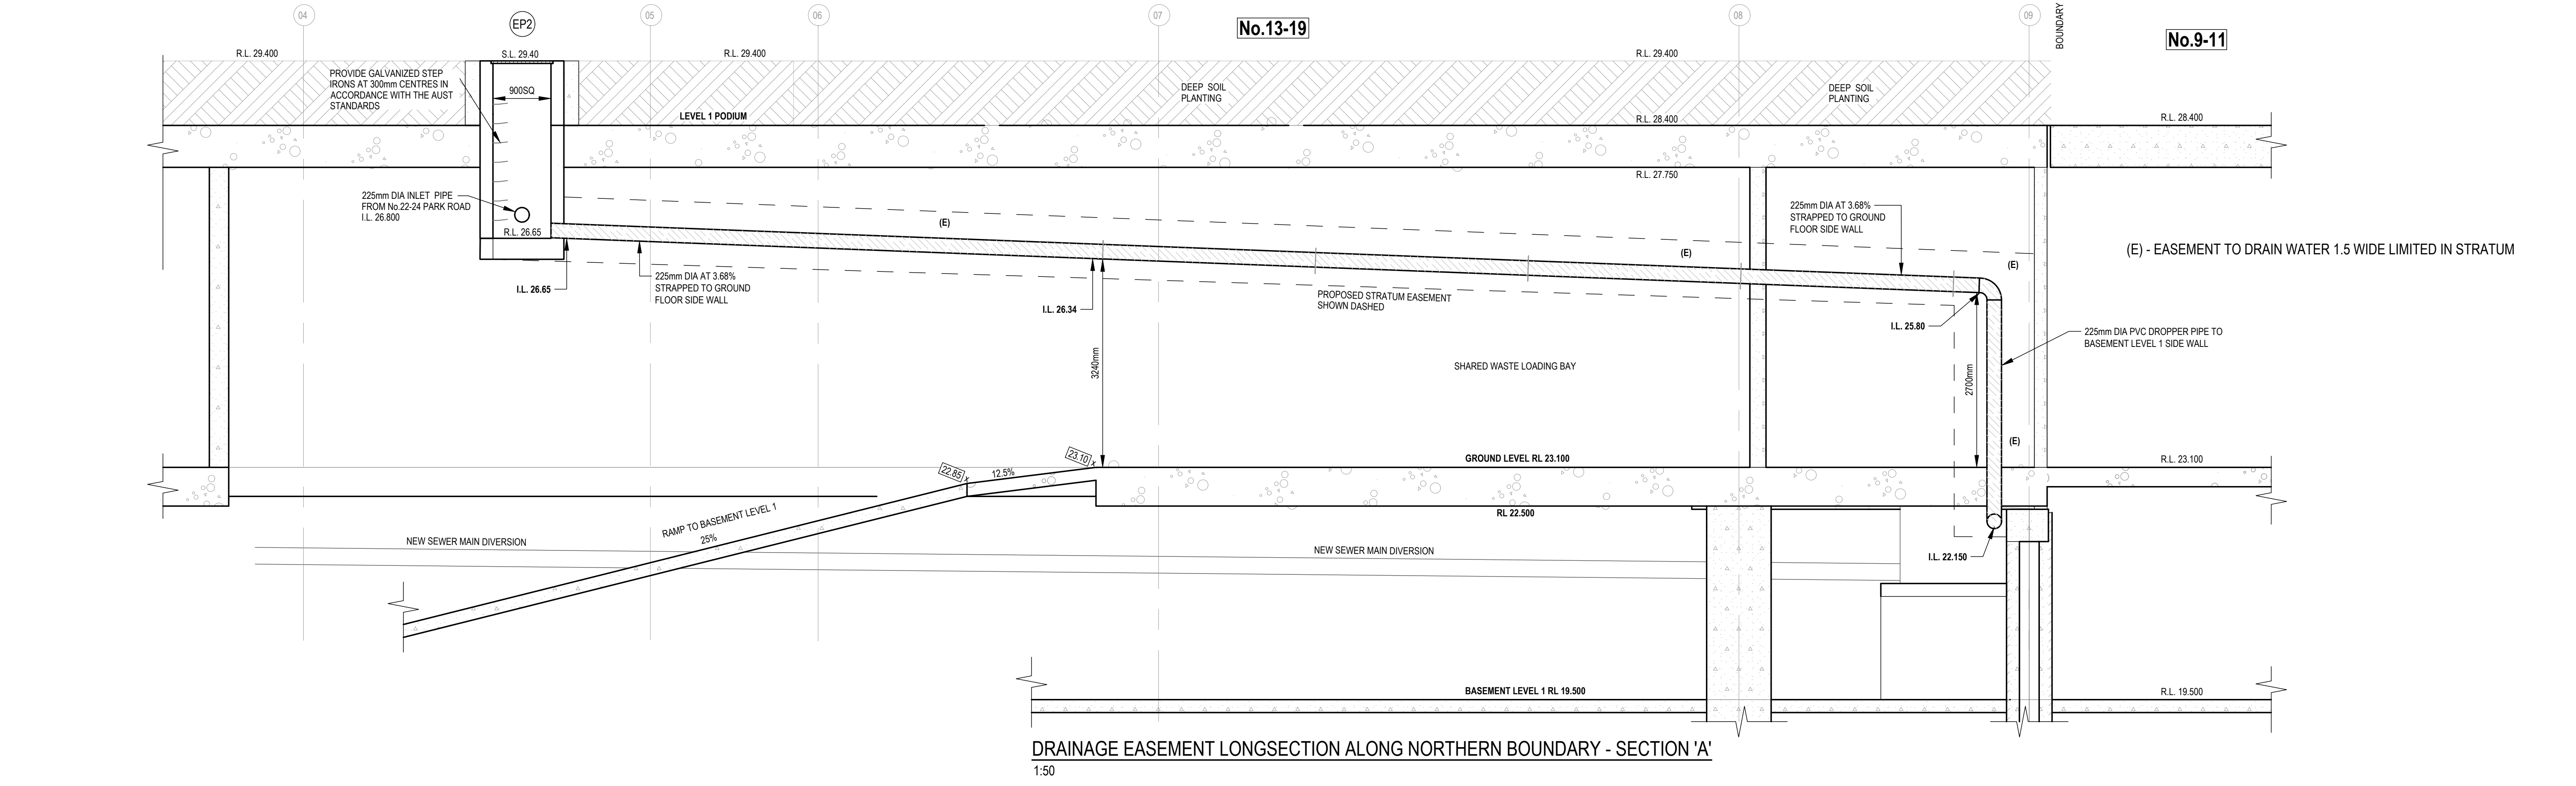 04
EP2
05
06
07
No.13-19
08
09
BOUNDARY
No.9-11
R.L. 29.400
S.L. 29.40
R.L. 29.400
R.L. 29.400
PROVIDE GALVANIZED STEP
IRONS AT 300mm CENTRES IN
ACCORDANCE WITH THE AUST
STANDARDS
900SQ
DEEP SOIL
PLANTING
DEEP SOIL
PLANTING
LEVEL 1 PODIUM
R.L. 28.400
R.L. 28.400
R.L. 27.750
225mm DIA INLET PIPE
FROM No.22-24 PARK ROAD
I.L. 26.800
R.L. 26.65
(E)
225mm DIA AT 3.68%
STRAPPED TO GROUND
FLOOR SIDE WALL
(E)
(E)
(E) - EASEMENT TO DRAIN WATER 1.5 WIDE LIMITED IN STRATUM
I.L. 26.65
225mm DIA AT 3.68%
STRAPPED TO GROUND
FLOOR SIDE WALL
I.L. 26.34
PROPOSED STRATUM EASEMENT
SHOWN DASHED
I.L. 25.80
225mm DIA PVC DROPPER PIPE TO
BASEMENT LEVEL 1 SIDE WALL
3240mm
SHARED WASTE LOADING BAY
2700mm
(E)
22.85 x
12.5%
23.10 x
GROUND LEVEL RL 23.100
R.L. 23.100
RAMP TO BASEMENT LEVEL 1
25%
RL 22.500
NEW SEWER MAIN DIVERSION
NEW SEWER MAIN DIVERSION
I.L. 22.150
BASEMENT LEVEL 1 RL 19.500
R.L. 19.500
DRAINAGE EASEMENT LONGSECTION ALONG NORTHERN BOUNDARY - SECTION 'A'
1:50